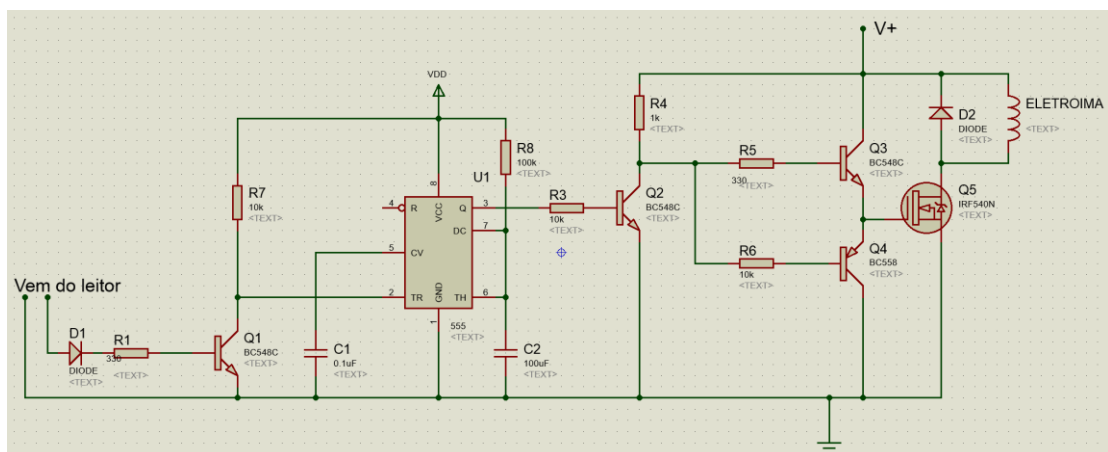 V+
VDD
R4
1k
<TEXT>
D2
DIODE
<TEXT>
ELETROIMA
<TEXT>
R8
100k
<TEXT>
R7
10k
<TEXT>
U1
R5
330
<TEXT>
Q3
BC548C
<TEXT>
4
R
8
VCC
Q
3
DC
7
5
CV
2
TR
GND
1
TH
6
555
<TEXT>
R3
10k
<TEXT>
Q2
BC548C
<TEXT>
Q5
IRF540N
<TEXT>
R6
10k
<TEXT>
Q4
BC558
<TEXT>
Vem do leitor
D1
DIODE
<TEXT>
R1
330
<TEXT>
Q1
BC548C
<TEXT>
C1
0.1uF
<TEXT>
C2
100uF
<TEXT>